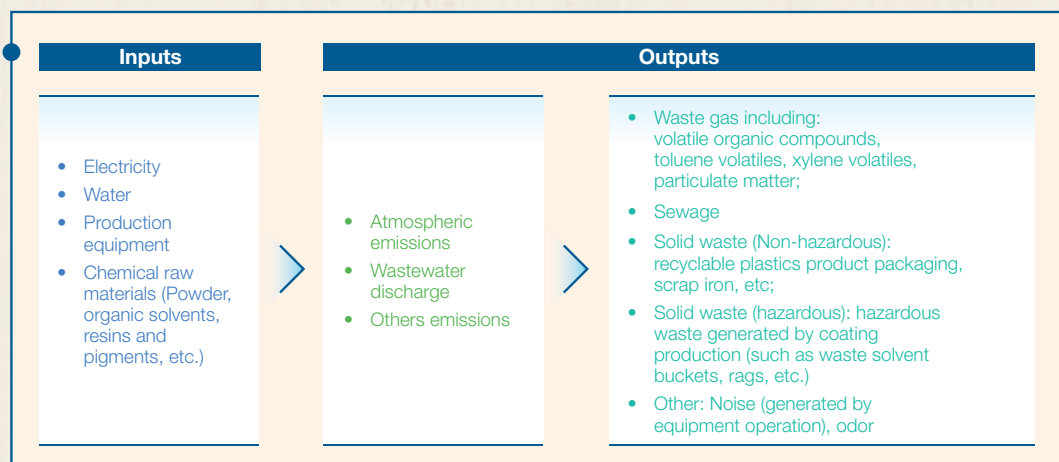 Inputs
Outputs
• Electricity
• Water
• Production
equipment
• Chemical raw
materials (Powder,
organic solvents,
resins and
pigments, etc.)
• Atmospheric
emissions
• Wastewater
discharge
• Others emissions
• Waste gas including:
volatile organic compounds,
toluene volatiles, xylene volatiles,
particulate matter;
• Sewage
• Solid waste (Non-hazardous):
recyclable plastics product packaging,
scrap iron, etc;
• Solid waste (hazardous): hazardous
waste generated by coating
production (such as waste solvent
buckets, rags, etc.)
• Other: Noise (generated by
equipment operation), odor